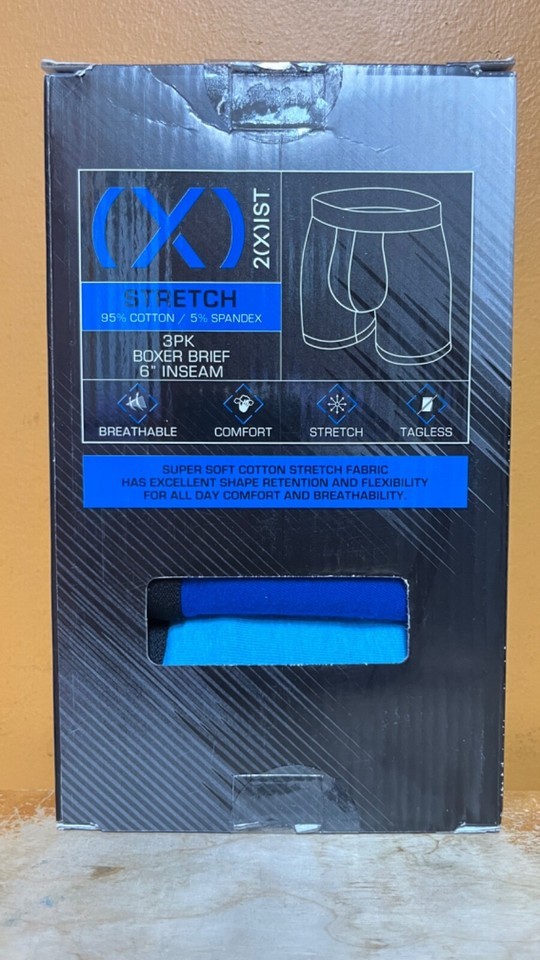 (X)
2(X)IST
STRETCH
95% COTTON / 5% SPANDEX
3PK
BOXER BRIEF
6" INSEAM
BREATHABLE COMFORT STRETCH TAGLESS
SUPER SOFT COTTON STRETCH FABRIC
HAS EXCELLENT SHAPE RETENTION AND FLEXIBILITY
FOR ALL DAY COMFORT AND BREATHABILITY.